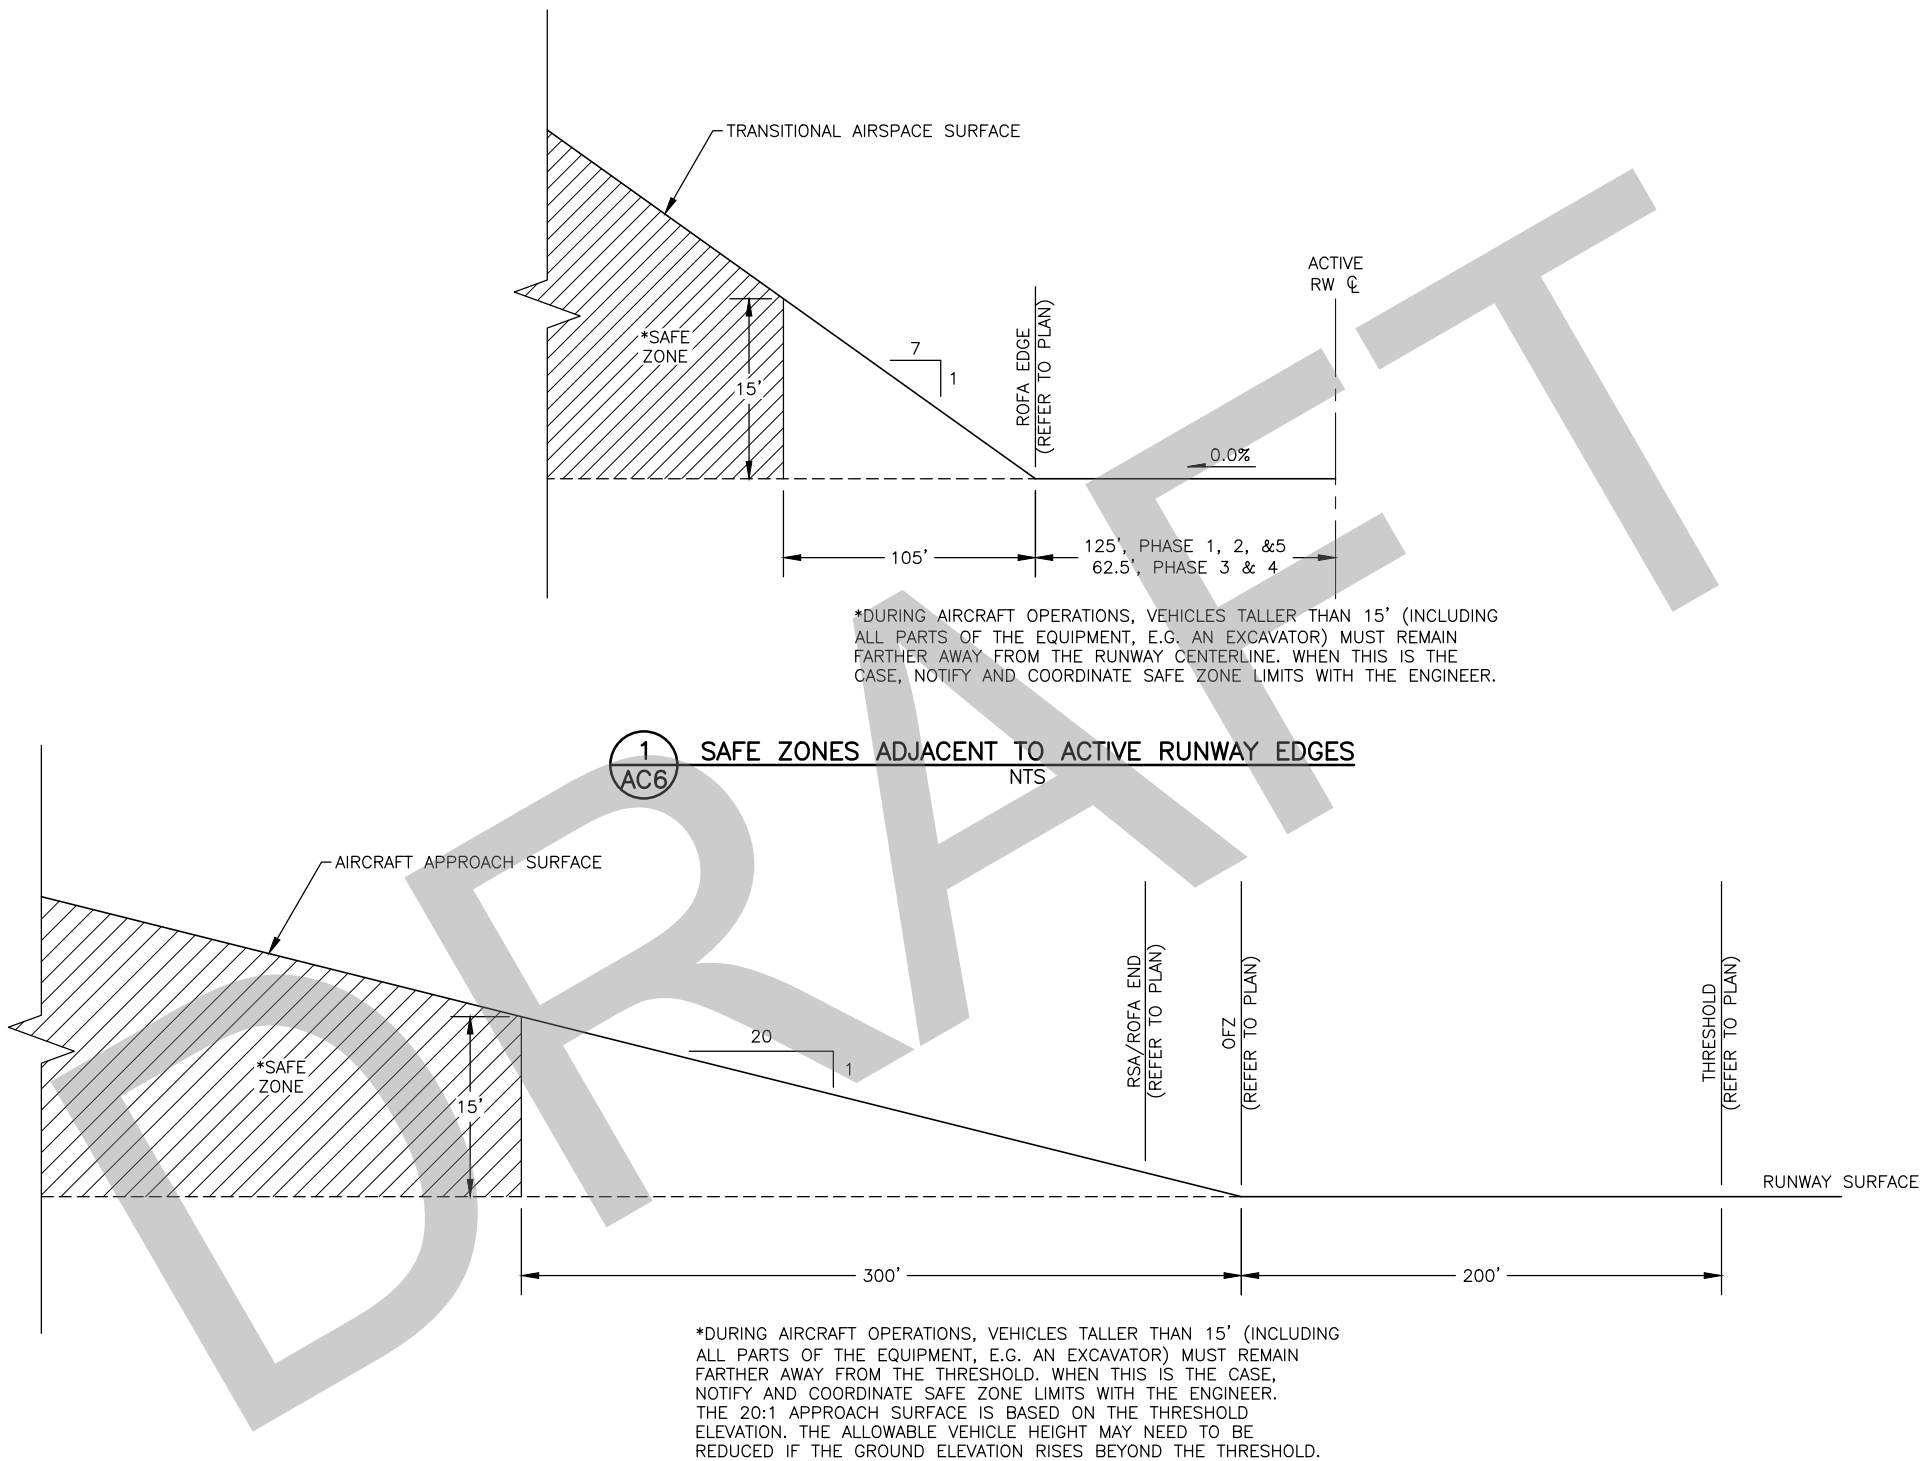 TRANSITIONAL AIRSPACE SURFACE
ACTIVE
RW ℄
*SAFE
ZONE
15'
7
1
ROFA EDGE
(REFER TO PLAN)
0.0%
105'
125', PHASE 1, 2, &5
62.5', PHASE 3 & 4
*DURING AIRCRAFT OPERATIONS, VEHICLES TALLER THAN 15' (INCLUDING
ALL PARTS OF THE EQUIPMENT, E.G. AN EXCAVATOR) MUST REMAIN
FARTHER AWAY FROM THE RUNWAY CENTERLINE. WHEN THIS IS THE
CASE, NOTIFY AND COORDINATE SAFE ZONE LIMITS WITH THE ENGINEER.
1
AC6
SAFE ZONES ADJACENT TO ACTIVE RUNWAY EDGES
NTS
AIRCRAFT APPROACH SURFACE
*SAFE
ZONE
15'
20
1
RSA/ROFA END
(REFER TO PLAN)
OFZ
(REFER TO PLAN)
THRESHOLD
(REFER TO PLAN)
RUNWAY SURFACE
300'
200'
*DURING AIRCRAFT OPERATIONS, VEHICLES TALLER THAN 15' (INCLUDING
ALL PARTS OF THE EQUIPMENT, E.G. AN EXCAVATOR) MUST REMAIN
FARTHER AWAY FROM THE THRESHOLD. WHEN THIS IS THE CASE,
NOTIFY AND COORDINATE SAFE ZONE LIMITS WITH THE ENGINEER.
THE 20:1 APPROACH SURFACE IS BASED ON THE THRESHOLD
ELEVATION. THE ALLOWABLE VEHICLE HEIGHT MAY NEED TO BE
REDUCED IF THE GROUND ELEVATION RISES BEYOND THE THRESHOLD.
DRAFT